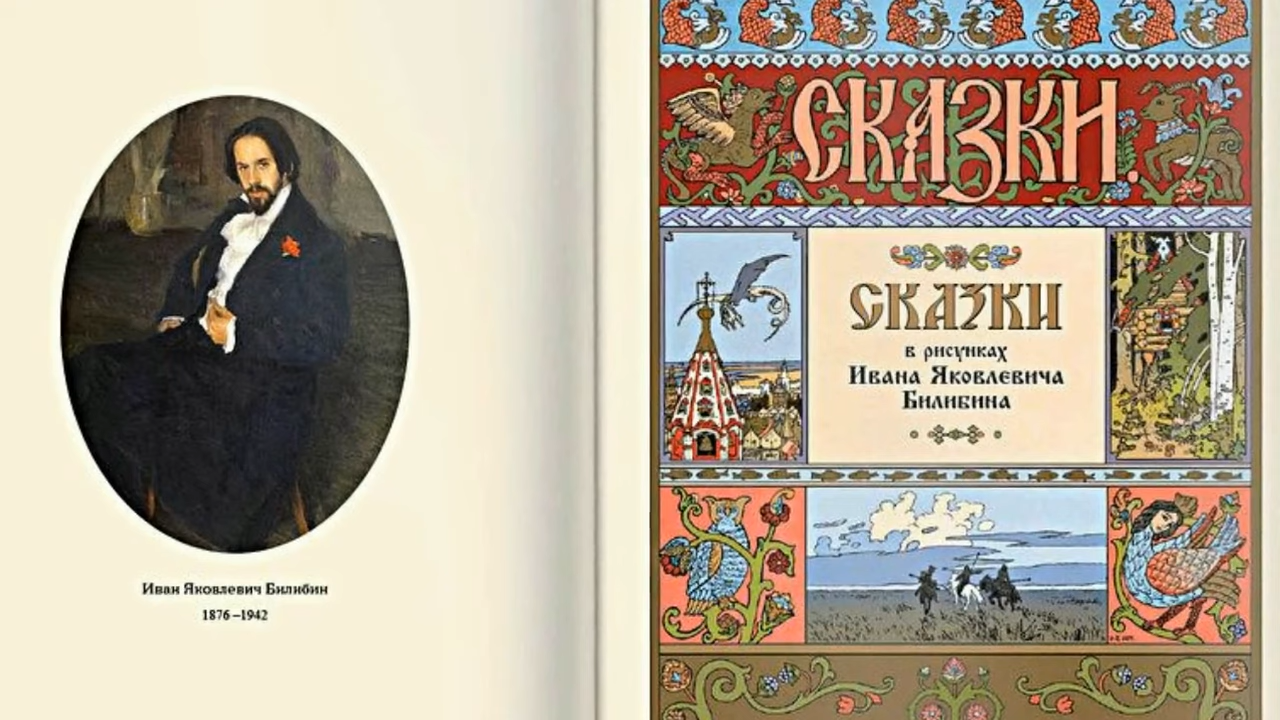 Иван Яковлевич Билибин
1876–1942
СКАЗКИ.
СКАЗКИ
в рисунках
Ивана Яковлевича
Билибина